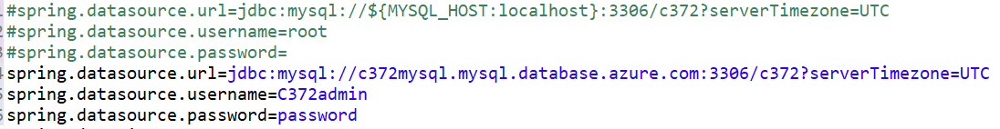 #spring.datasource.url=jdbc:mysql://${MYSQL_HOST:localhost}:3306/c372?serverTimezone=UTC
#spring.datasource.username=root
#spring.datasource.password=
spring.datasource.url=jdbc:mysql://c372mysql.mysql.database.azure.com:3306/c372?serverTimezone=UTC
spring.datasource.username=C372admin
spring.datasource.password=password